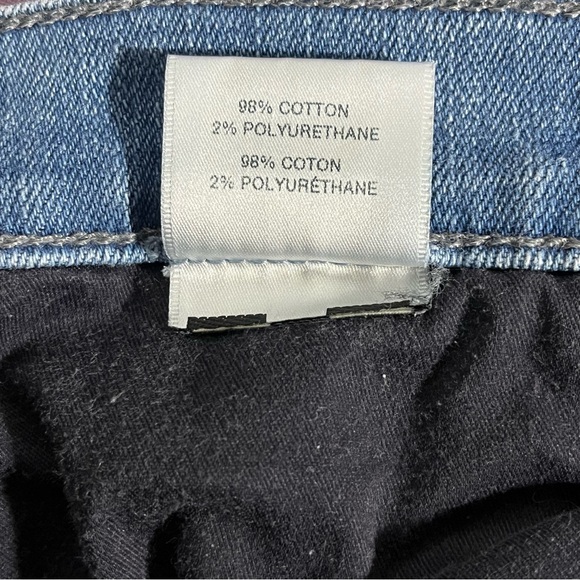 98% COTTON
2% POLYURETHANE
98% COTON
2% POLYURÉTHANE